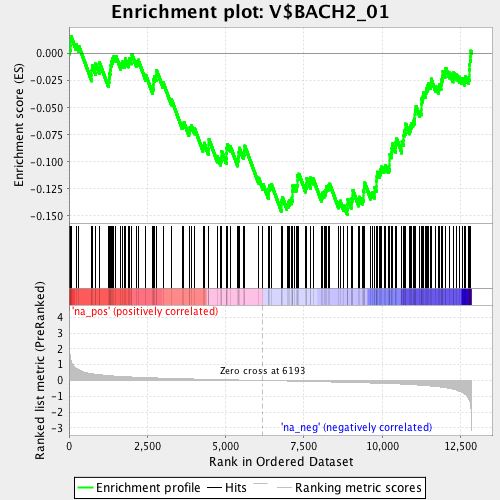 Enrichment plot: V$BACH2_01
Enrichment score (ES)
0.000
-0.025
-0.050
-0.075
-0.100
-0.125
-0.150
'na_pos' (positively correlated)
Ranked list metric (PreRanked)
4
3
2
1
0
-1
-2
-3
Zero cross at 6193
'na_neg' (negatively correlated)
0
2,500
5,000
7,500
10,000
12,500
Rank in Ordered Dataset
Enrichment profile
Hits
Ranking metric scores